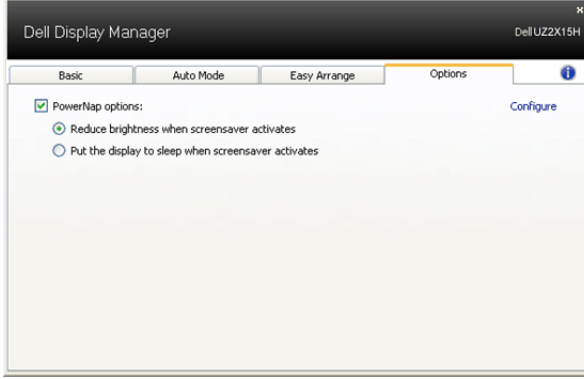 Dell Display Manager
Dell UZ2X15H
Basic
Auto Mode
Easy Arrange
Options
PowerNap options:
Configure
Reduce brightness when screensaver activates
Put the display to sleep when screensaver activates